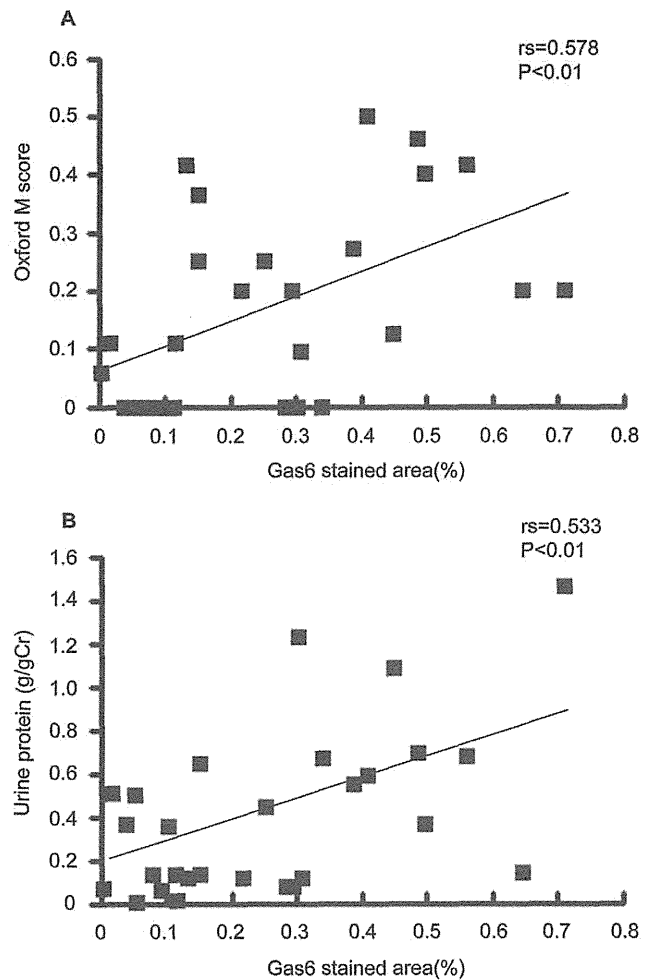 A
rs=0.578
P<0.01
0.6
0.5
0.4
0.3
0.2
0.1
0
Oxford M score
0 0.1 0.2 0.3 0.4 0.5 0.6 0.7 0.8
Gas6 stained area(%)
B
rs=0.533
P<0.01
1.6
1.4
1.2
1.0
0.8
0.6
0.4
0.2
0
Urine protein (g/gCr)
0 0.1 0.2 0.3 0.4 0.5 0.6 0.7 0.8
Gas6 stained area(%)